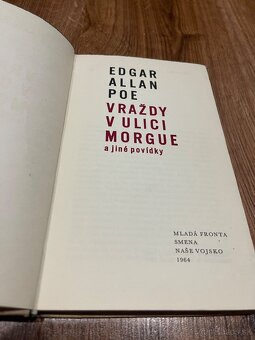 EDGAR
ALLAN
POE
VRAŽDY
V ULICI
MORGUE
a jiné povídky
MLADÁ FRONTA
SMENA
NAŠE VOJSKO
1964